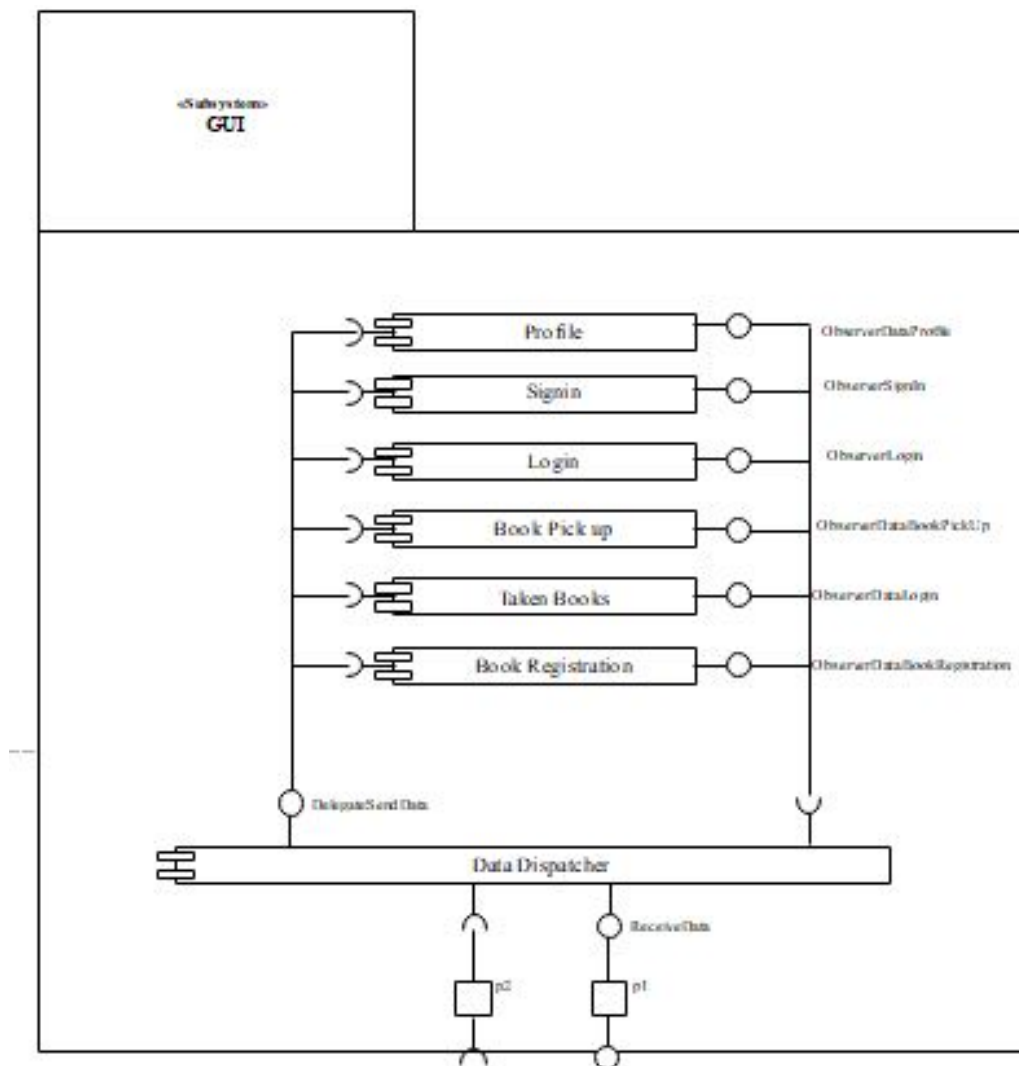 «Subsystem»
GUI
Profile
ObserverDataProfile
Signin
ObserverSignIn
Login
ObserverLogin
Book Pick up
ObserverDataBookPickUp
Taken Books
ObserverDataLogin
Book Registration
ObserverDataBookRegistration
DelegateSendData
Data Dispatcher
ReceiveData
p2
p1